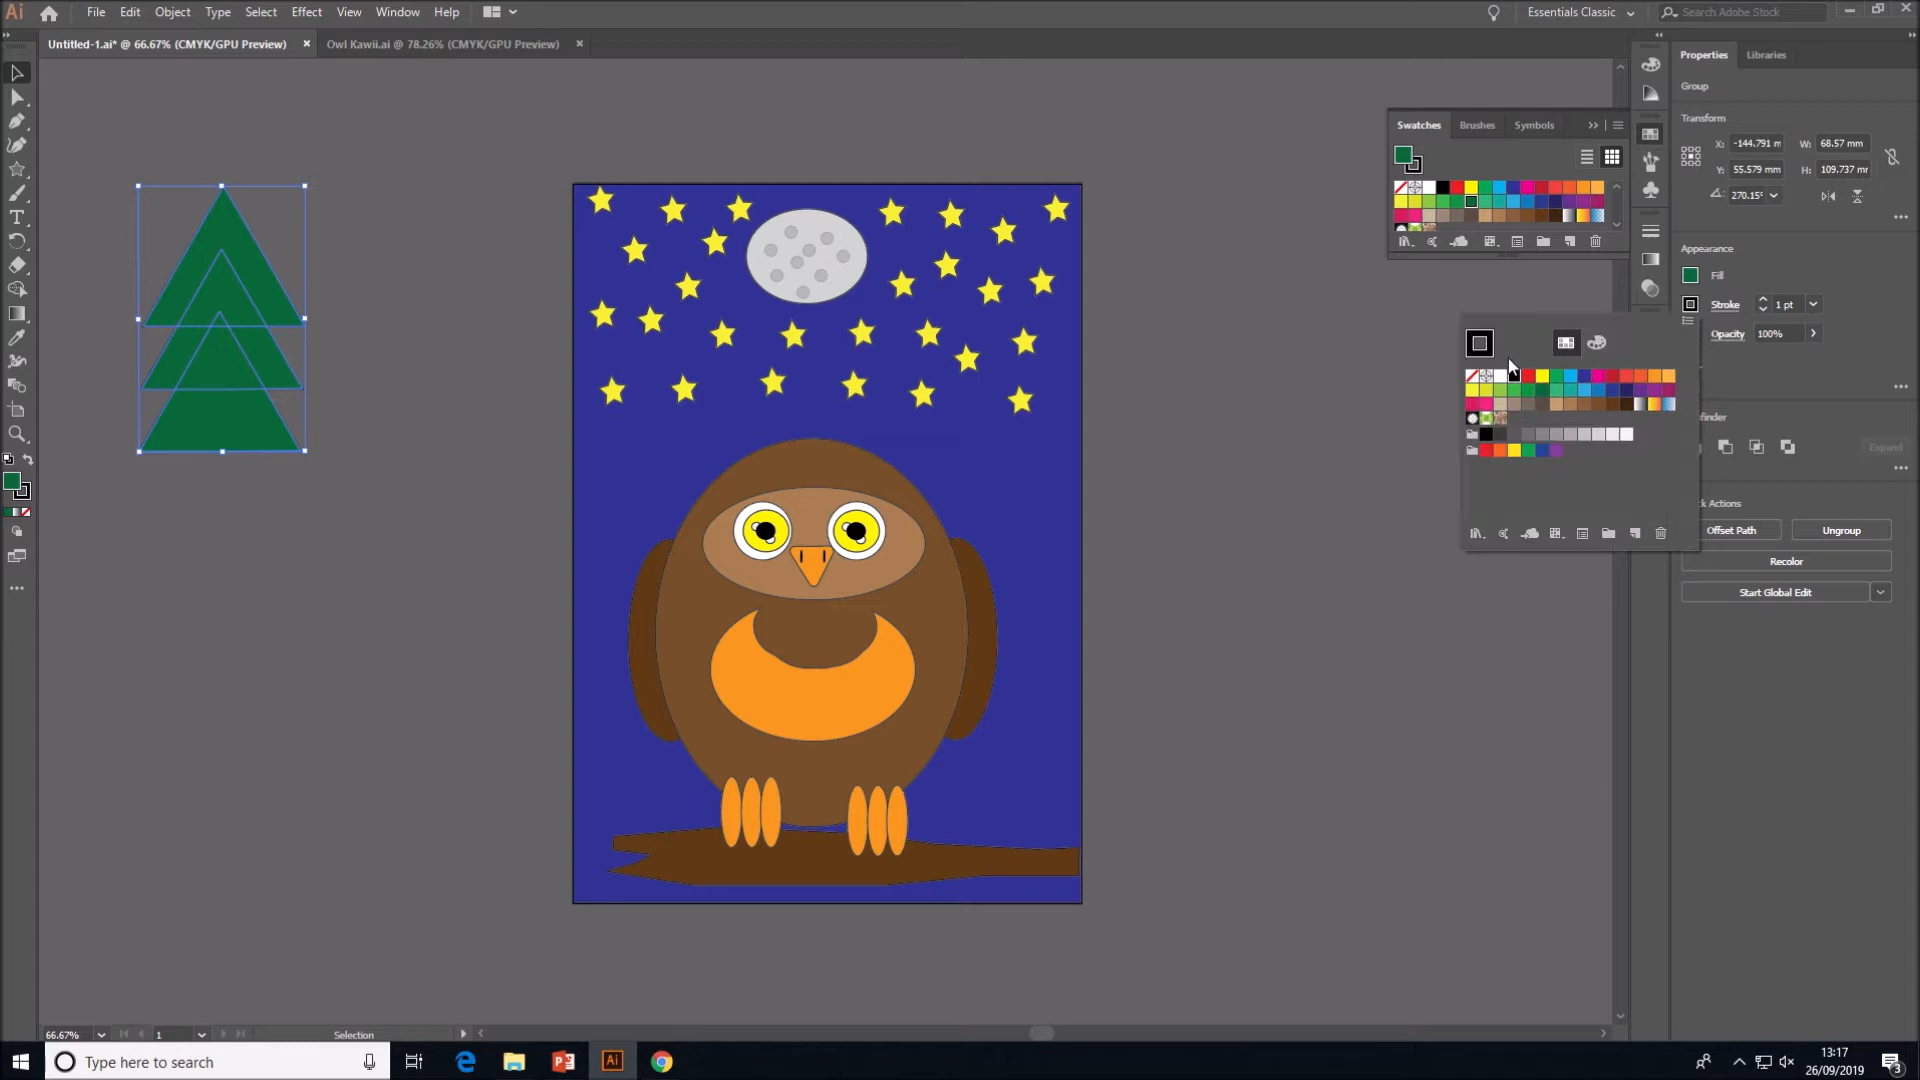 Ai File Edit Object Type Select Effect View Window Help Essentials Classic Search Adobe Stock
Untitled-1.ai* @ 66.67% (CMYK/GPU Preview) Owl Kawii.ai @ 78.26% (CMYK/GPU Preview)
Properties Libraries
Group
Transform
X: -144.791 m W: 68.57 mm
Y: 55.579 mm H: 109.737 mr
270.15°
Swatches Brushes Symbols
Appearance
Fill
Stroke 1 pt
Opacity 100%
finder
Expand
k Actions
Offset Path Ungroup
Recolor
Start Global Edit
66.67% 1 Selection
Type here to search
Ai
13:17
26/09/2019
3